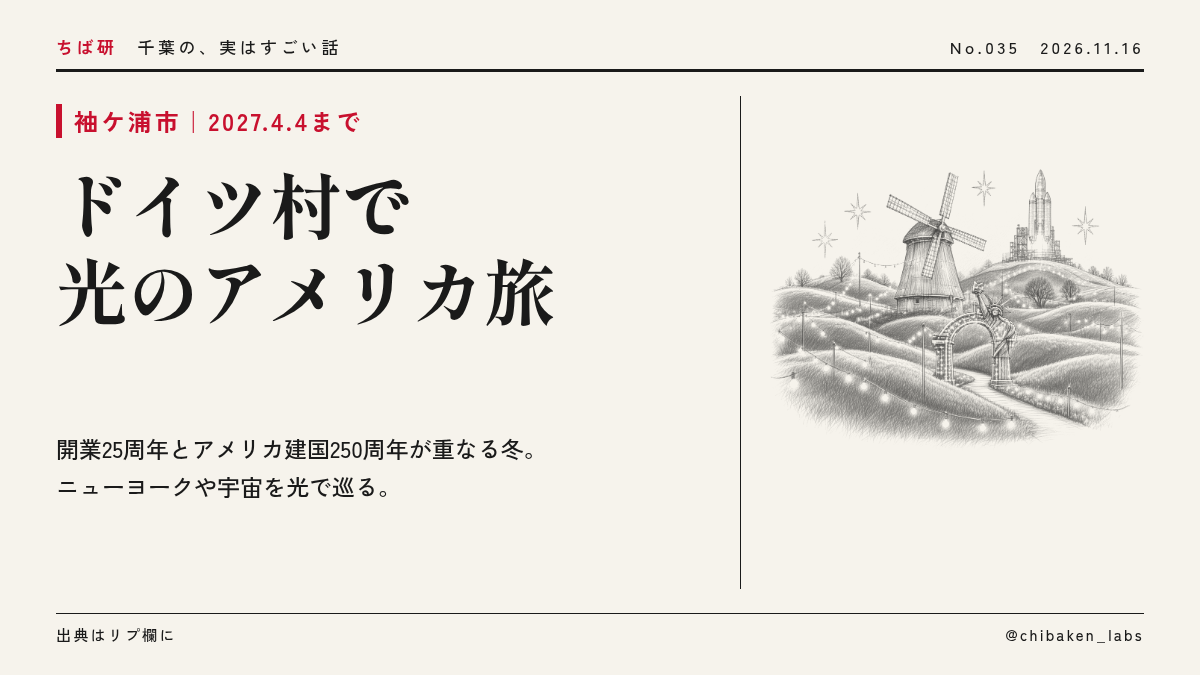 ちば研 千葉の、実はすごい話
No.035 2026.11.16
袖ケ浦市｜2027.4.4まで
ドイツ村で
光のアメリカ旅
開業25周年とアメリカ建国250周年が重なる冬。
ニューヨークや宇宙を光で巡る。
出典はリプ欄に
@chibaken_labs